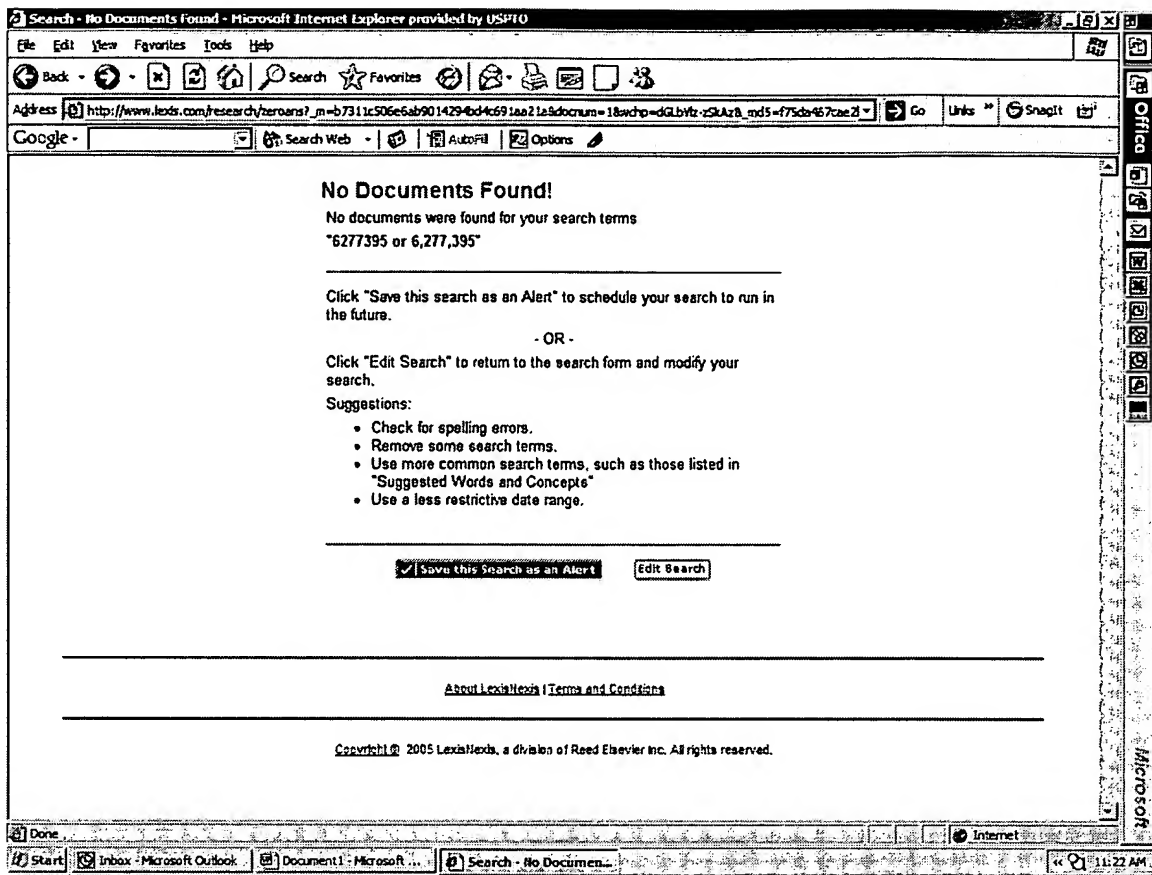 Search - No Documents Found - Microsoft Internet Explorer provided by USPTO
File Edit View Favorites Tools Help
Back Search Favorites
Address Go Links » SnagIt
Google - Search Web AutoFill Options
No Documents Found!
No documents were found for your search terms
"6277395 or 6,277,395"
Click "Save this search as an Alert" to schedule your search to run in
the future.
- OR -
Click "Edit Search" to return to the search form and modify your
search.
Suggestions:
• Check for spelling errors.
• Remove some search terms.
• Use more common search terms, such as those listed in
"Suggested Words and Concepts"
• Use a less restrictive date range.
Save this Search as an Alert Edit Search
About LexisNexis | Terms and Conditions
Copyright © 2005 LexisNexis, a division of Reed Elsevier Inc. All rights reserved.
Done Internet
Start Inbox - Microsoft Outlook Document1 - Microsoft ... Search - No Documen... « 11:22 AM
Office
Microsoft